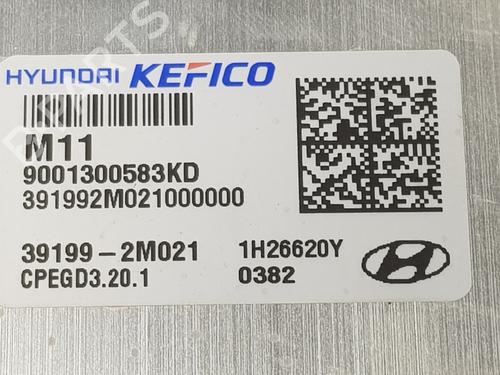 HYUNDAI KEFICO
M11
9001300583KD
391992M021000000
39199-2M021 1H26620Y
CPEGD3.20.1 0382